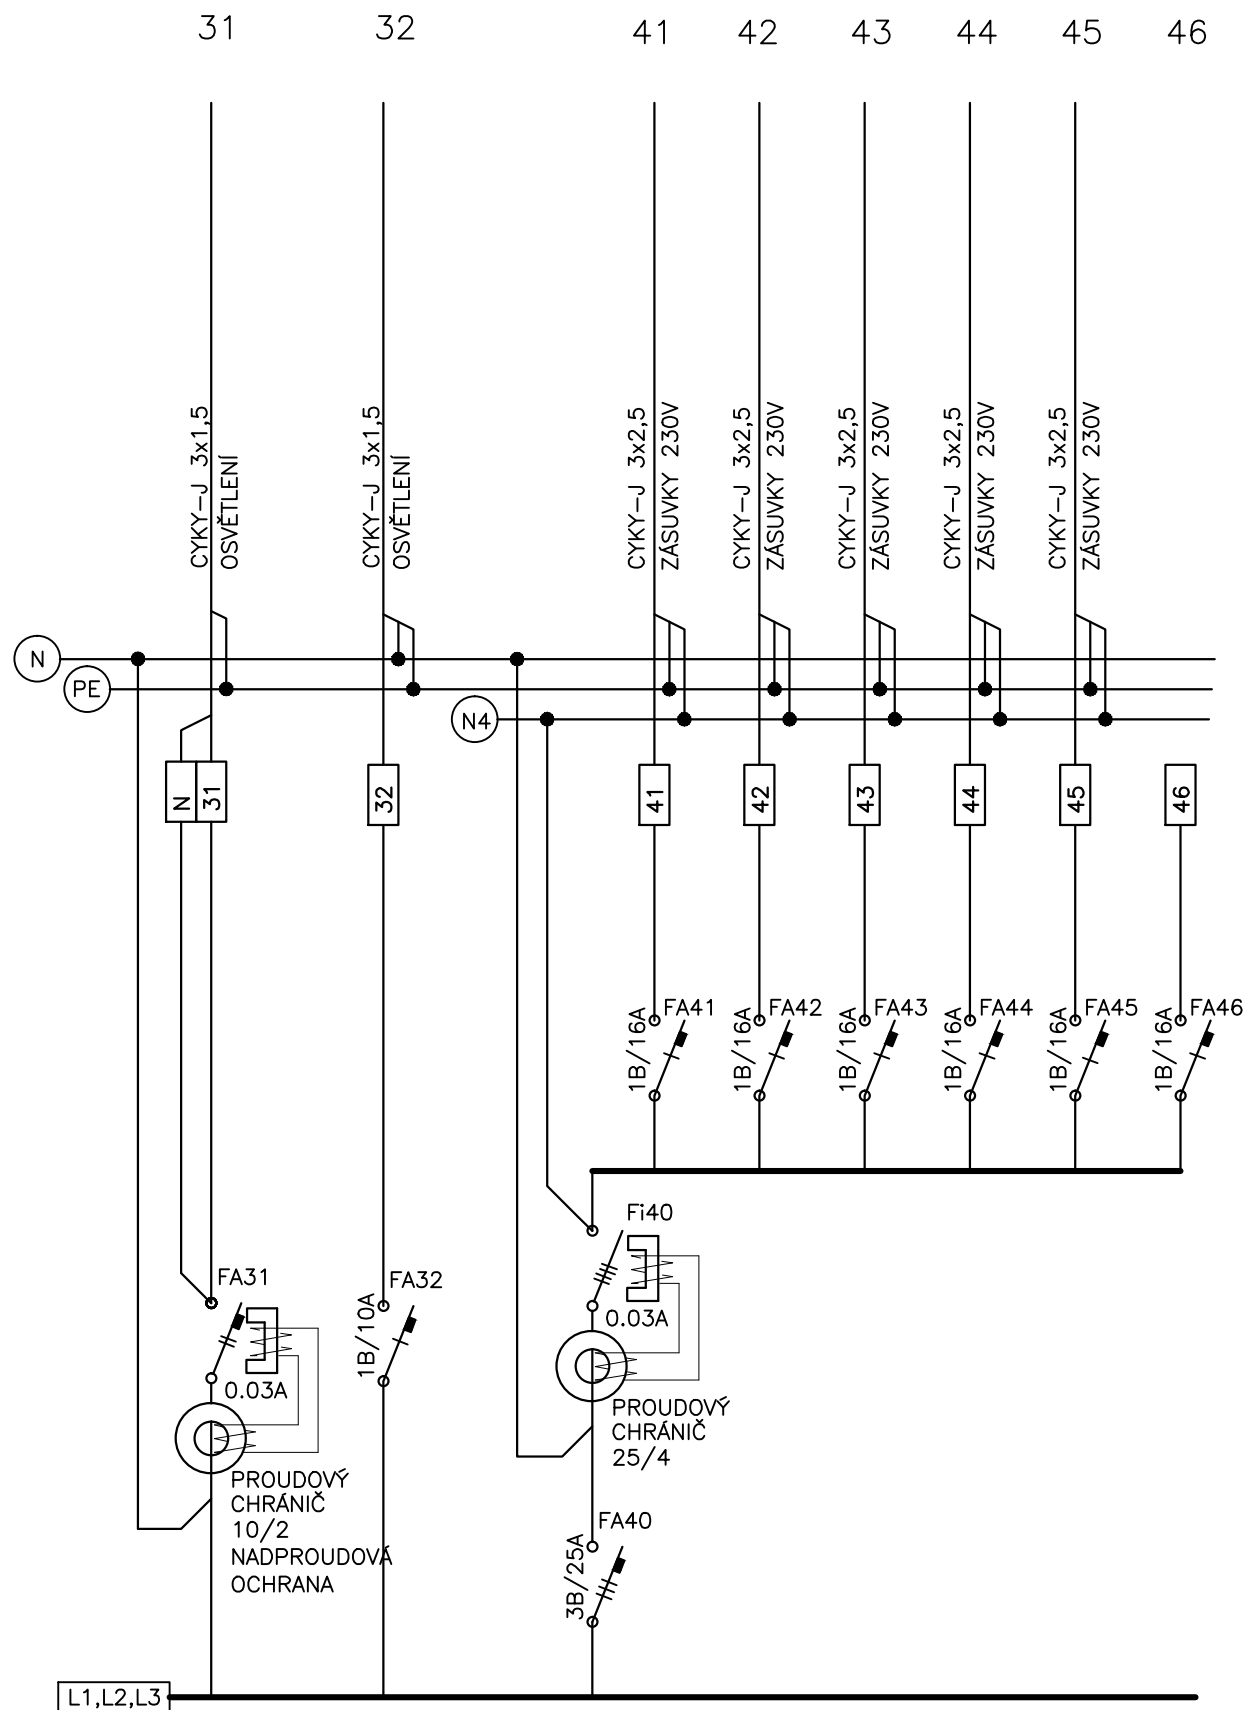 31
32
41
42
43
44
45
46
CYKY-J 3x1,5
OSVĚTLENÍ
CYKY-J 3x1,5
OSVĚTLENÍ
CYKY-J 3x2,5
ZÁSUVKY 230V
CYKY-J 3x2,5
ZÁSUVKY 230V
CYKY-J 3x2,5
ZÁSUVKY 230V
CYKY-J 3x2,5
ZÁSUVKY 230V
CYKY-J 3x2,5
ZÁSUVKY 230V
N
PE
N4
N
31
32
41
42
43
44
45
46
1B/16A
FA41
1B/16A
FA42
1B/16A
FA43
1B/16A
FA44
1B/16A
FA45
1B/16A
FA46
Fi40
0.03A
PROUDOVÝ
CHRÁNIČ
25/4
FA31
0.03A
PROUDOVÝ
CHRÁNIČ
10/2
NADPROUDOVÁ
OCHRANA
FA32
1B/10A
FA40
3B/25A
L1,L2,L3